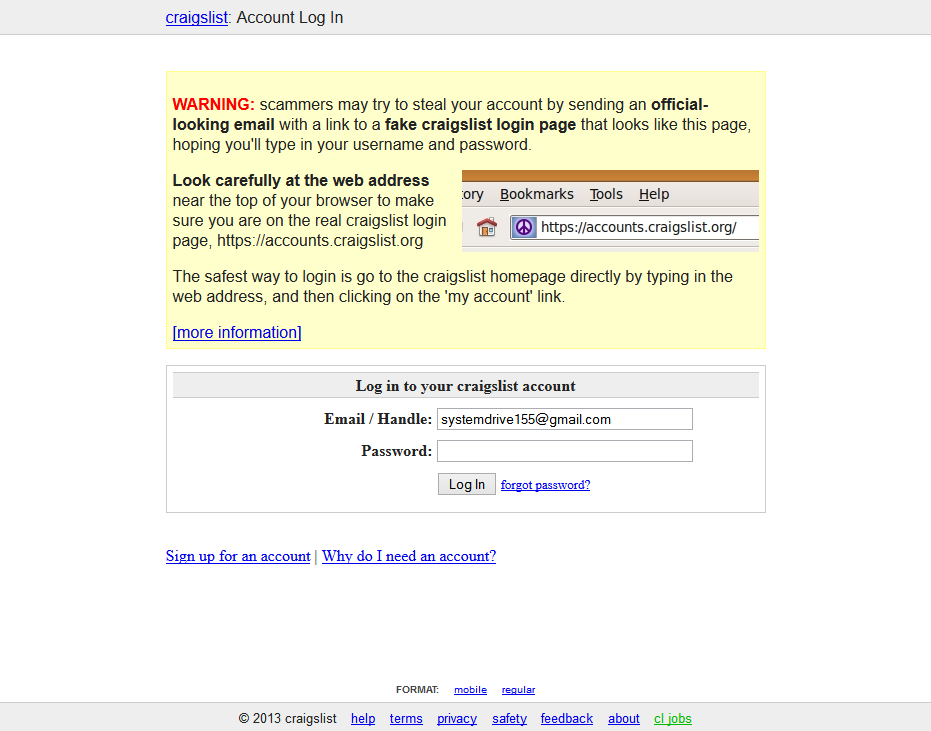 craigslist: Account Log In
WARNING: scammers may try to steal your account by sending an official-
looking email with a link to a fake craigslist login page that looks like this page,
hoping you'll type in your username and password.
Look carefully at the web address
near the top of your browser to make
sure you are on the real craigslist login
page, https://accounts.craigslist.org
tory Bookmarks Tools Help
https://accounts.craigslist.org/
The safest way to login is go to the craigslist homepage directly by typing in the
web address, and then clicking on the 'my account' link.
[more information]
Log in to your craigslist account
Email / Handle: systemdrive155@gmail.com
Password:
Log In forgot password?
Sign up for an account | Why do I need an account?
FORMAT: mobile regular
© 2013 craigslist help terms privacy safety feedback about cl jobs